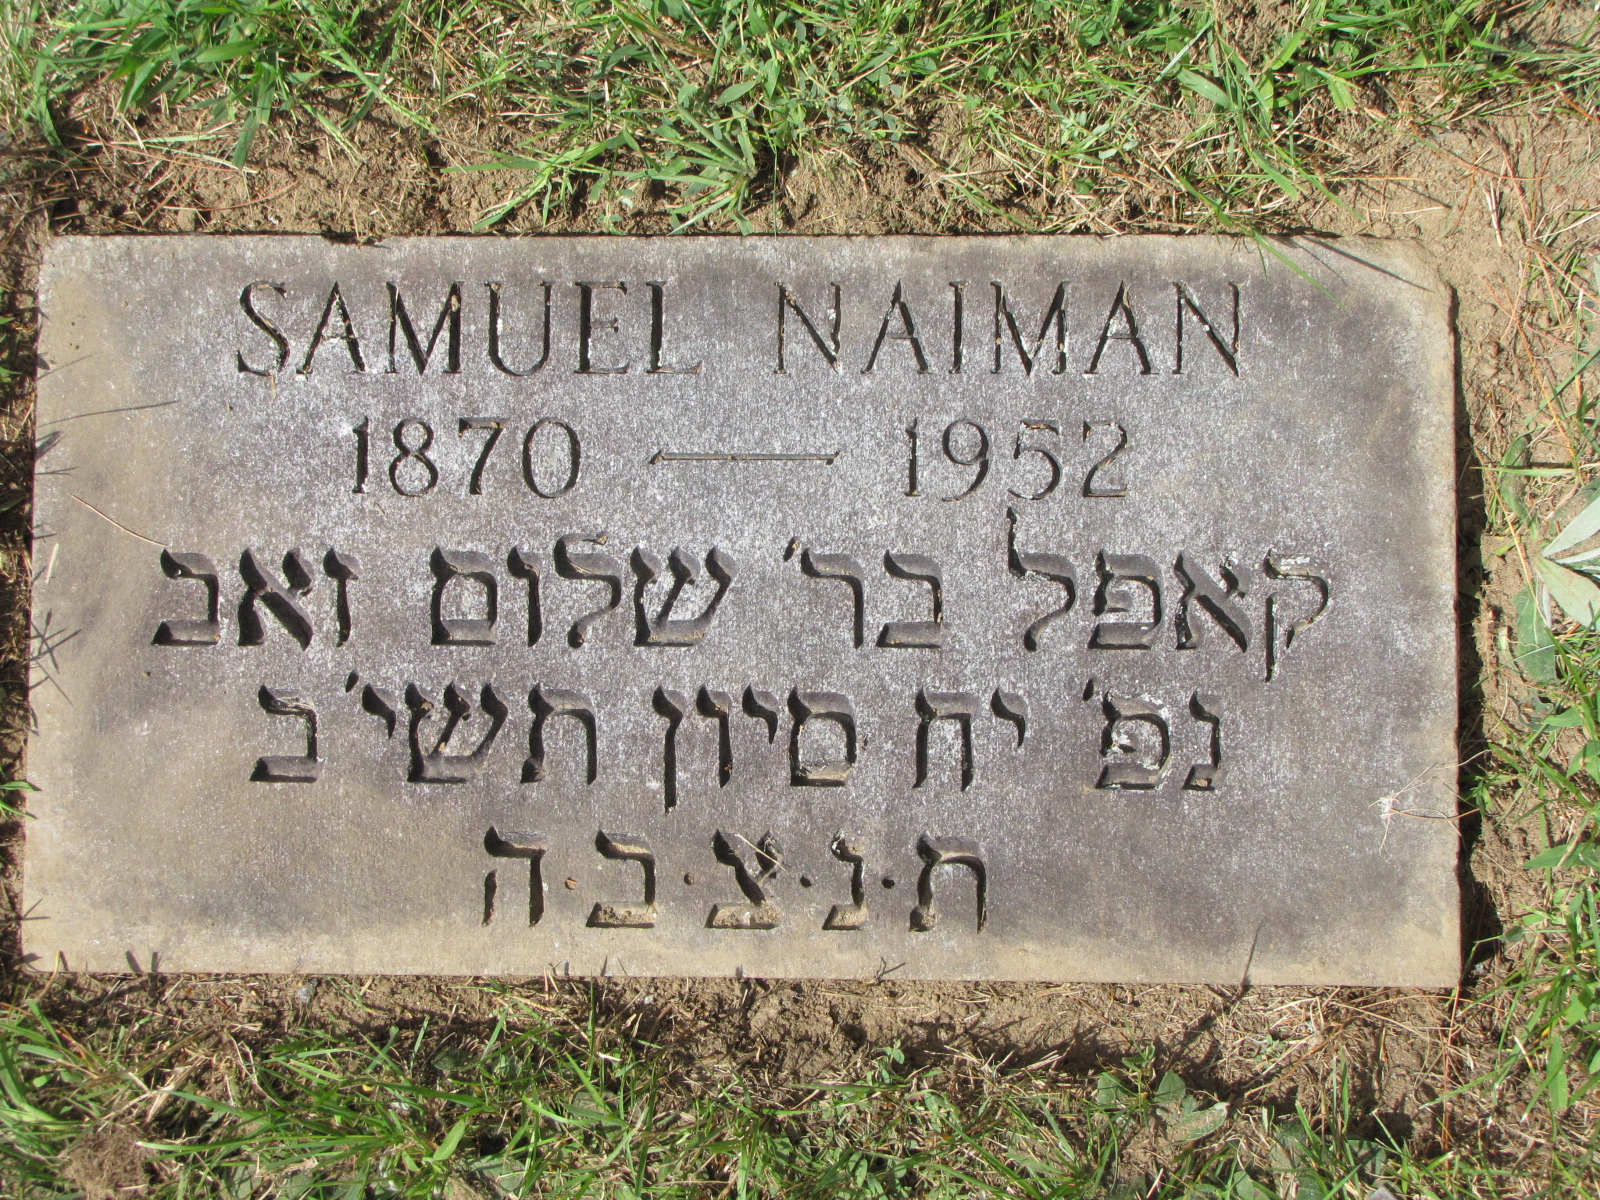 SAMUEL NAIMAN
1870 — 1952
קאפל בר' שלום זאב
נפ' יח סיון תשי'ב
ת.נ.צ.ב.ה